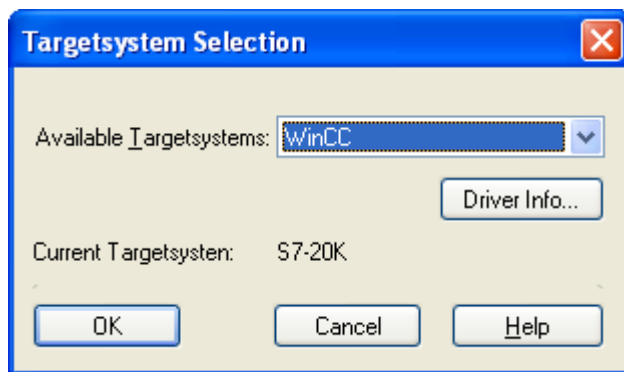 Targetsystem Selection
Available Targetsystems: WinCC
Driver Info...
Current Targetsysten: S7-20K
OK Cancel Help